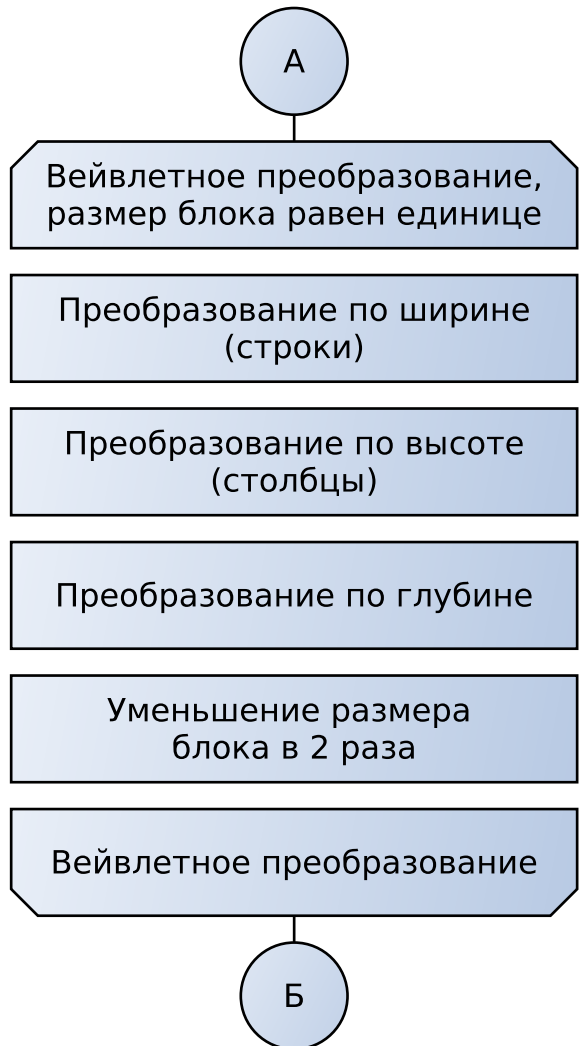 А
Вейвлетное преобразование,
размер блока равен единице
Преобразование по ширине
(строки)
Преобразование по высоте
(столбцы)
Преобразование по глубине
Уменьшение размера
блока в 2 раза
Вейвлетное преобразование
Б